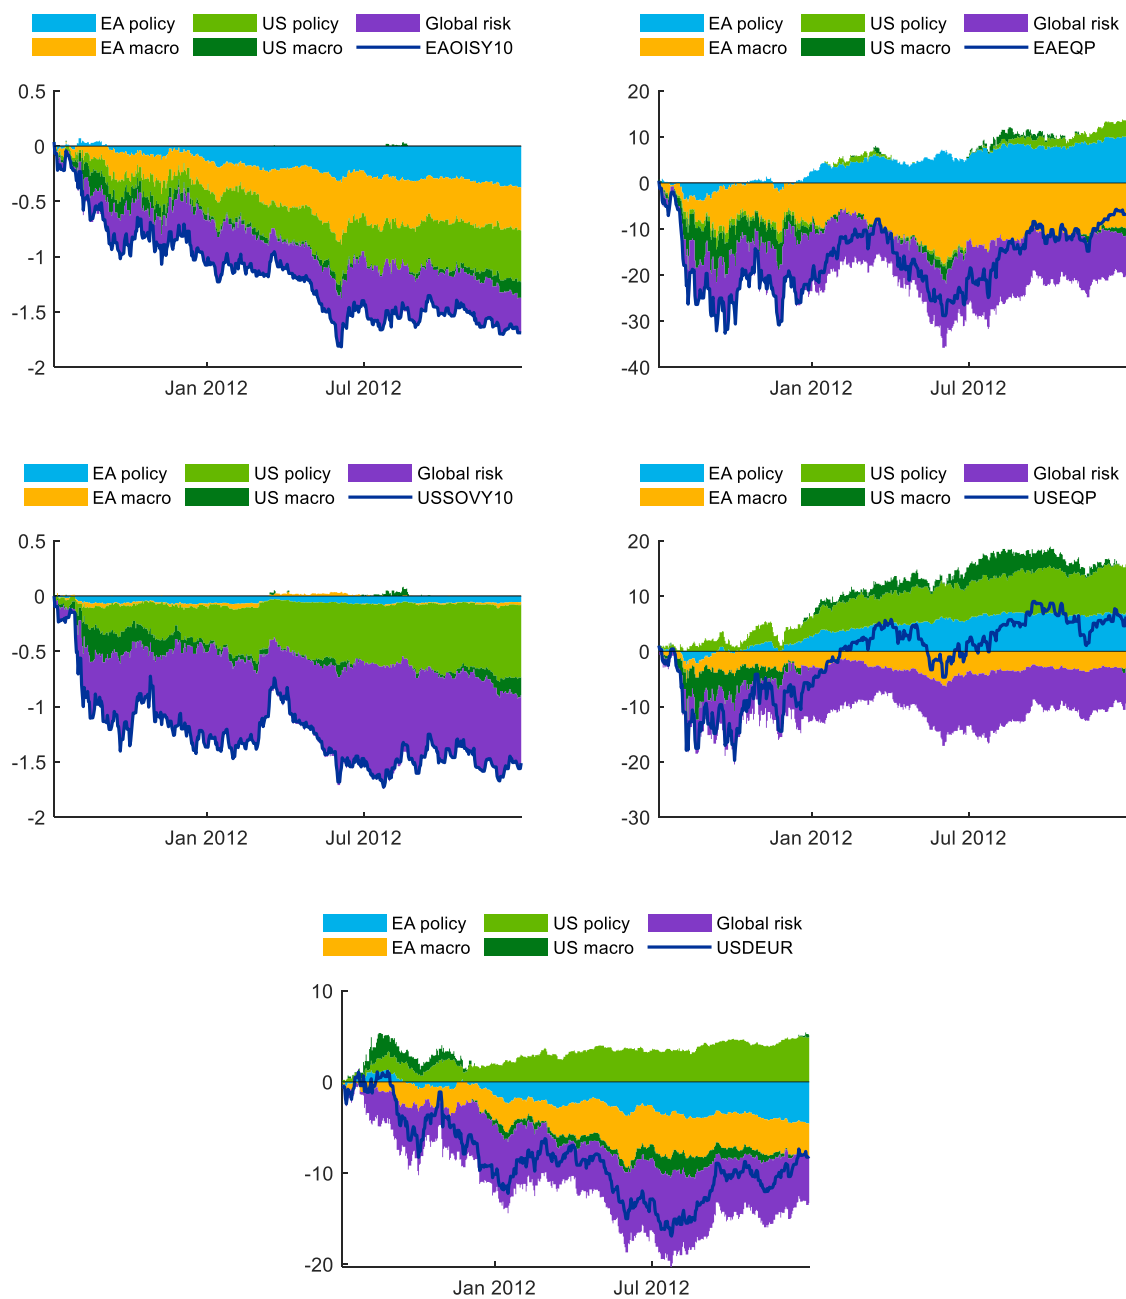 EA policy US policy Global risk
EA macro US macro EAOISY10
0.5
0
-0.5
-1
-1.5
-2
Jan 2012 Jul 2012
EA policy US policy Global risk
EA macro US macro EAEQP
20
10
0
-10
-20
-30
-40
Jan 2012 Jul 2012
EA policy US policy Global risk
EA macro US macro USSOVY10
0.5
0
-0.5
-1
-1.5
-2
Jan 2012 Jul 2012
EA policy US policy Global risk
EA macro US macro USEQP
20
10
0
-10
-20
-30
Jan 2012 Jul 2012
EA policy US policy Global risk
EA macro US macro USDEUR
10
0
-10
-20
Jan 2012 Jul 2012